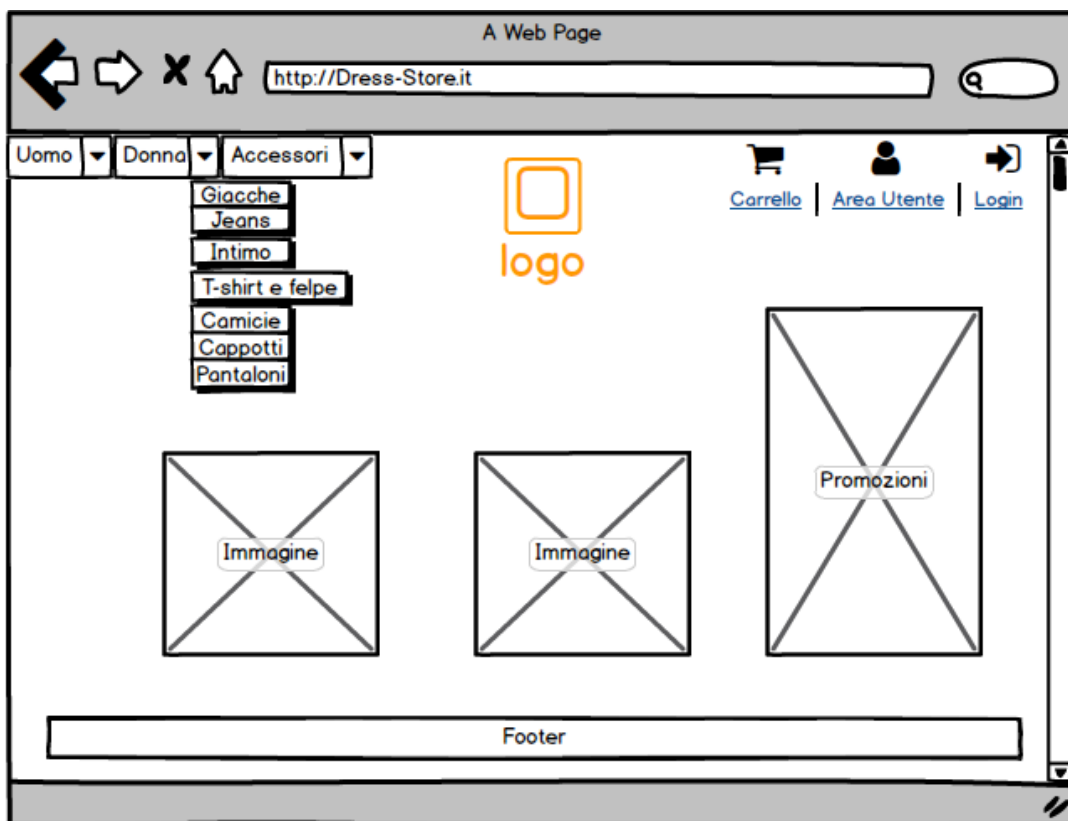 A Web Page
http://Dress-Store.it
Uomo Donna Accessori
Carrello Area Utente Login
logo
Giacche
Jeans
Intimo
T-shirt e felpe
Camicie
Cappotti
Pantaloni
Promozioni
Immagine Immagine
Footer